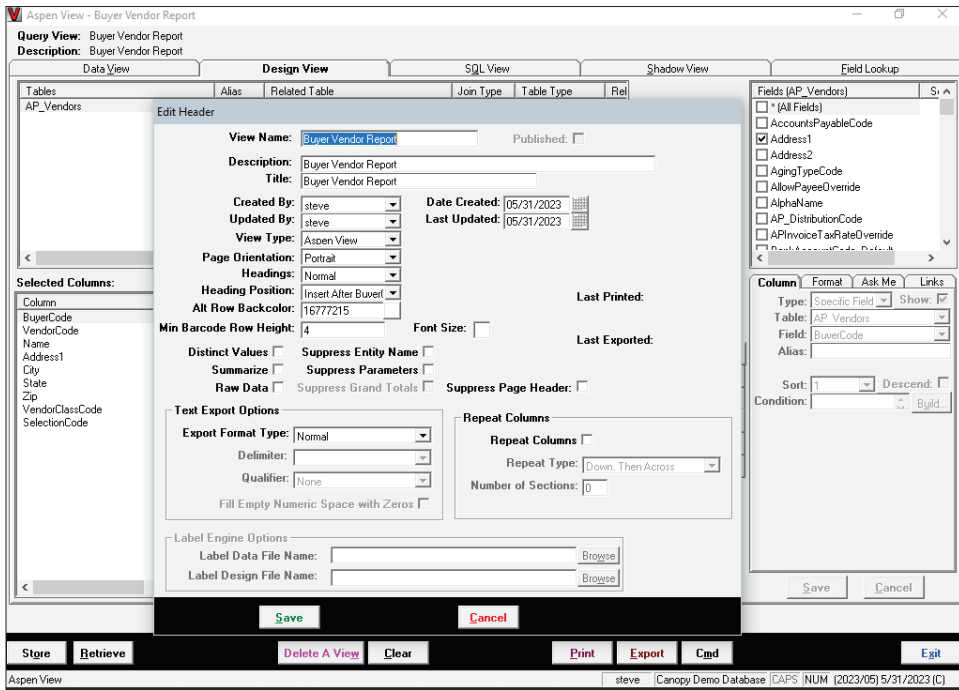 Aspen View - Buyer Vendor Report
Query View: Buyer Vendor Report
Description: Buyer Vendor Report
Data View
Design View
SQL View
Shadow View
Field Lookup
Tables Alias Related Table Join Type Table Type Rel
AP_Vendors
Fields (AP_Vendors)
* (All Fields)
AccountsPayableCode
Address1
Address2
AgingTypeCode
AllowPayeeOverride
AlphaName
AP_DistributionCode
APInvoiceTaxRateOverride
Selected Columns:
Column
BuyerCode
VendorCode
Name
Address1
City
State
Zip
VendorClassCode
SelectionCode
Edit Header
View Name: Buyer Vendor Report Published:
Description: Buyer Vendor Report
Title: Buyer Vendor Report
Created By: steve Date Created: 05/31/2023
Updated By: steve Last Updated: 05/31/2023
View Type: Aspen View
Page Orientation: Portrait
Headings: Normal
Heading Position: Insert After Buyer(
Last Printed:
Alt Row Backcolor: 16777215
Min Barcode Row Height: 4 Font Size:
Last Exported:
Distinct Values Suppress Entity Name
Summarize Suppress Parameters
Raw Data Suppress Grand Totals Suppress Page Header:
Text Export Options
Export Format Type: Normal
Delimiter:
Qualifier: None
Fill Empty Numeric Space with Zeros
Repeat Columns
Repeat Columns
Repeat Type: Down, Then Across
Number of Sections: 0
Label Engine Options
Label Data File Name: Browse
Label Design File Name: Browse
Save Cancel
Column Format Ask Me Links
Type: Specific Field Show:
Table: AP_Vendors
Field: BuyerCode
Alias:
Sort: 1 Descend:
Condition: Build...
Save Cancel
Store Retrieve Delete A View Clear Print Export Cmd Exit
Aspen View steve Canopy Demo Database CAPS NUM (2023/05) 5/31/2023 (C)